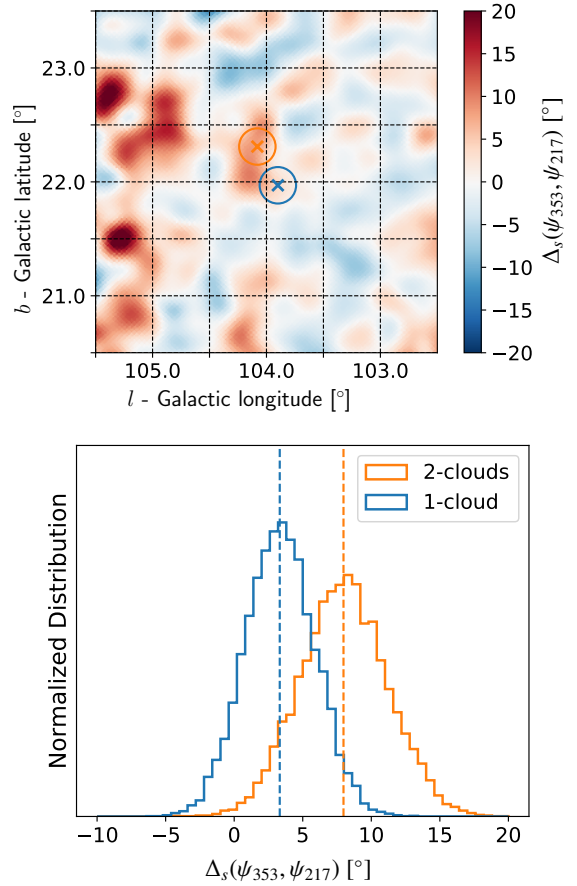 23.0
22.0
21.0
b - Galactic latitude [°]
105.0 104.0 103.0
l - Galactic longitude [°]
20
15
10
5
0
−5
−10
−15
−20
Δs(ψ353, ψ217) [°]
2-clouds
1-cloud
Normalized Distribution
−10 −5 0 5 10 15 20
Δs(ψ353, ψ217) [°]